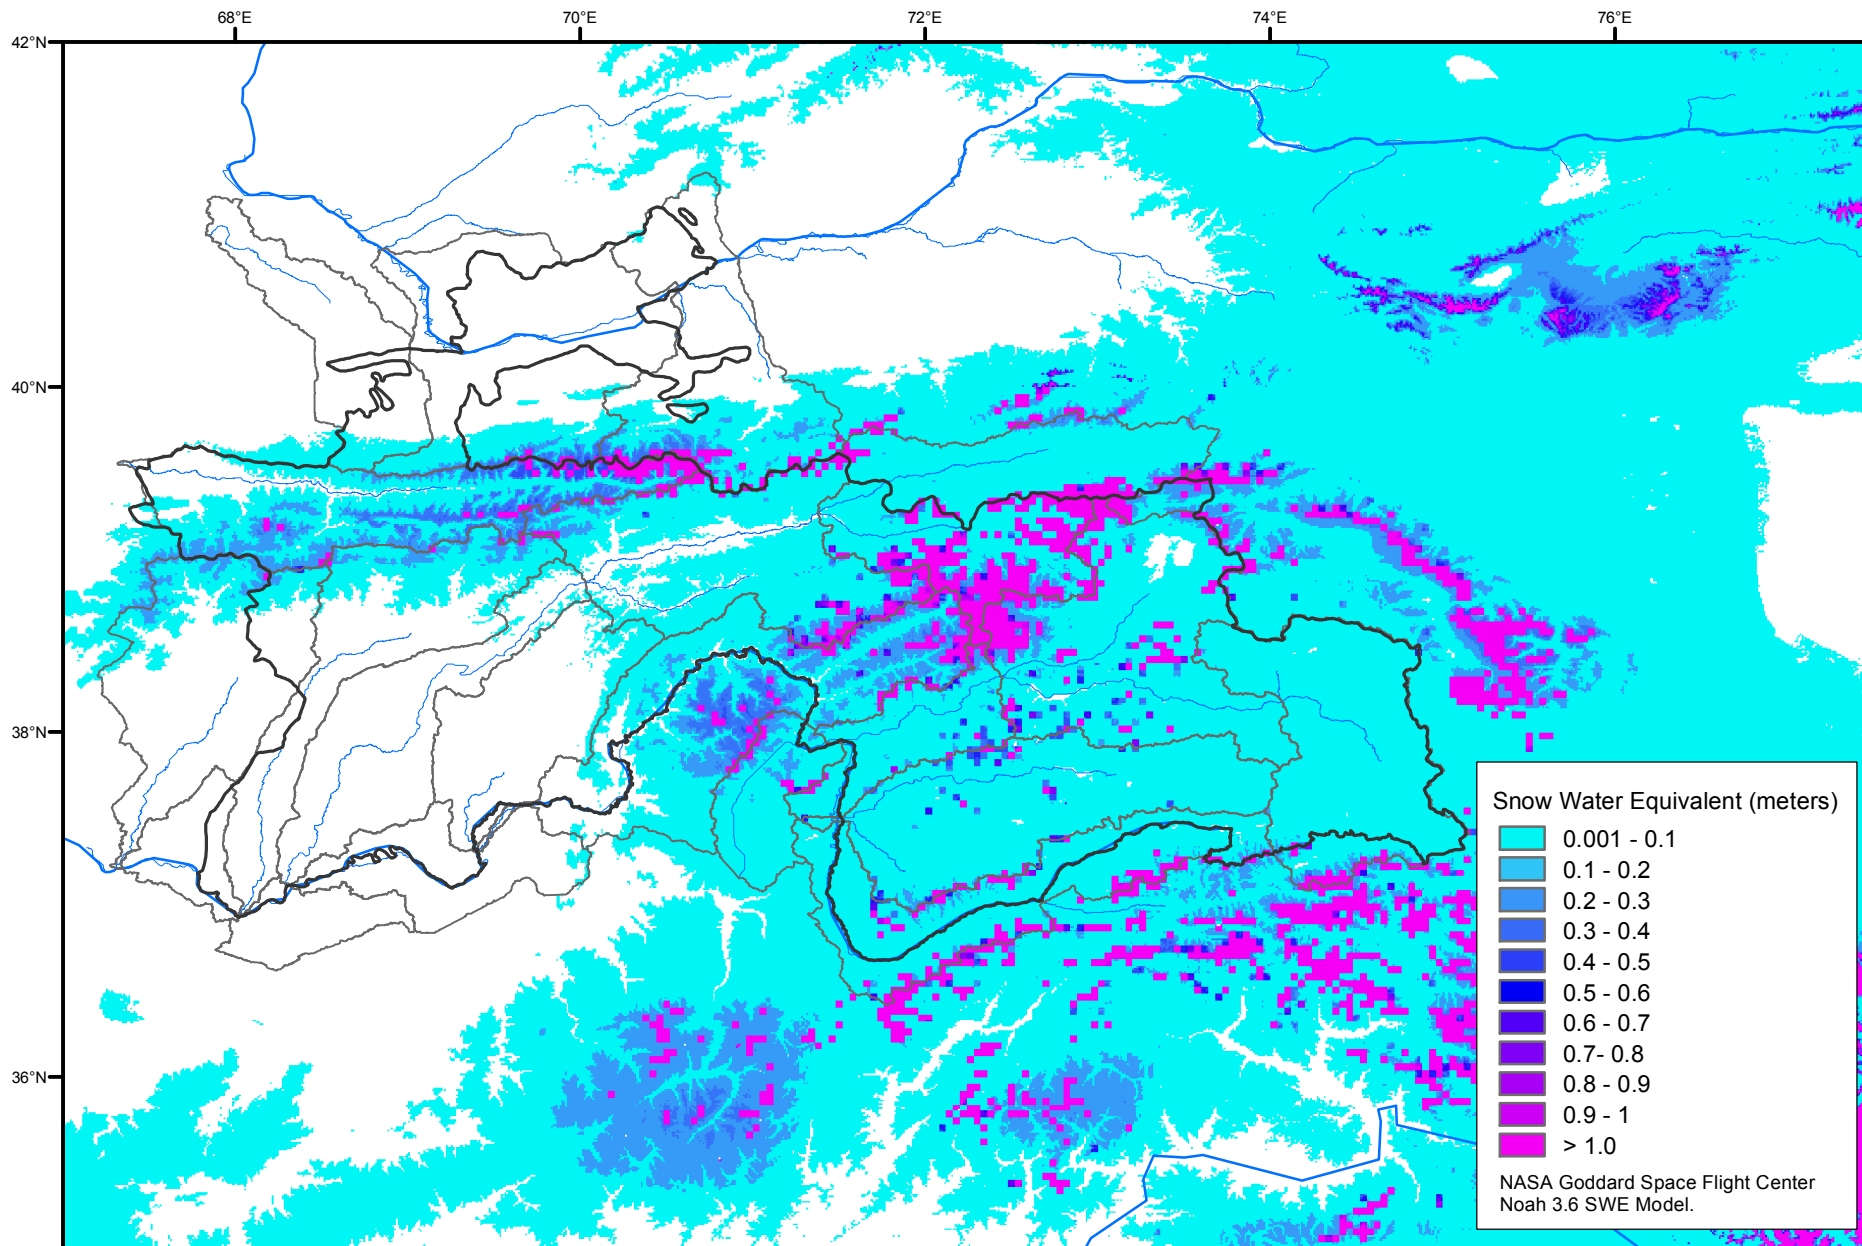 68°E
70°E
72°E
74°E
76°E
42°N
40°N
38°N
36°N
Snow Water Equivalent (meters)
0.001 - 0.1
0.1 - 0.2
0.2 - 0.3
0.3 - 0.4
0.4 - 0.5
0.5 - 0.6
0.6 - 0.7
0.7- 0.8
0.8 - 0.9
0.9 - 1
> 1.0
NASA Goddard Space Flight Center
Noah 3.6 SWE Model.